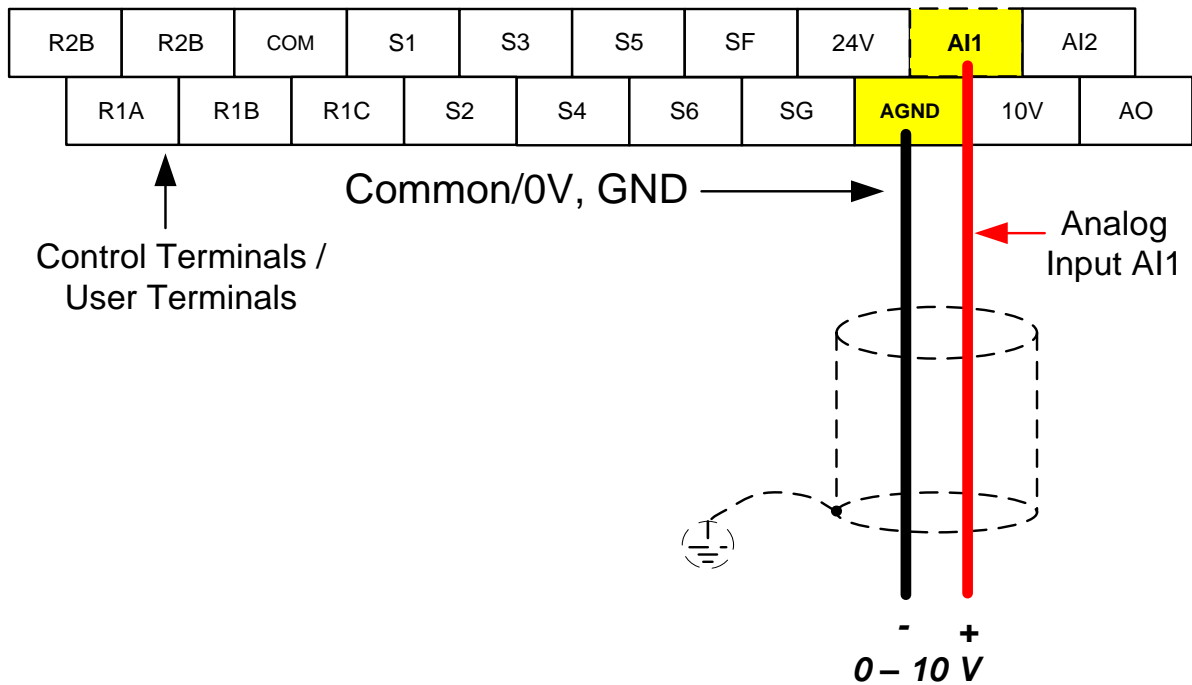 R2B R2B COM S1 S3 S5 SF 24V AI1 AI2
R1A R1B R1C S2 S4 S6 SG AGND 10V AO
Common/0V, GND
Control Terminals /
User Terminals
Analog
Input AI1
- +
0 – 10 V